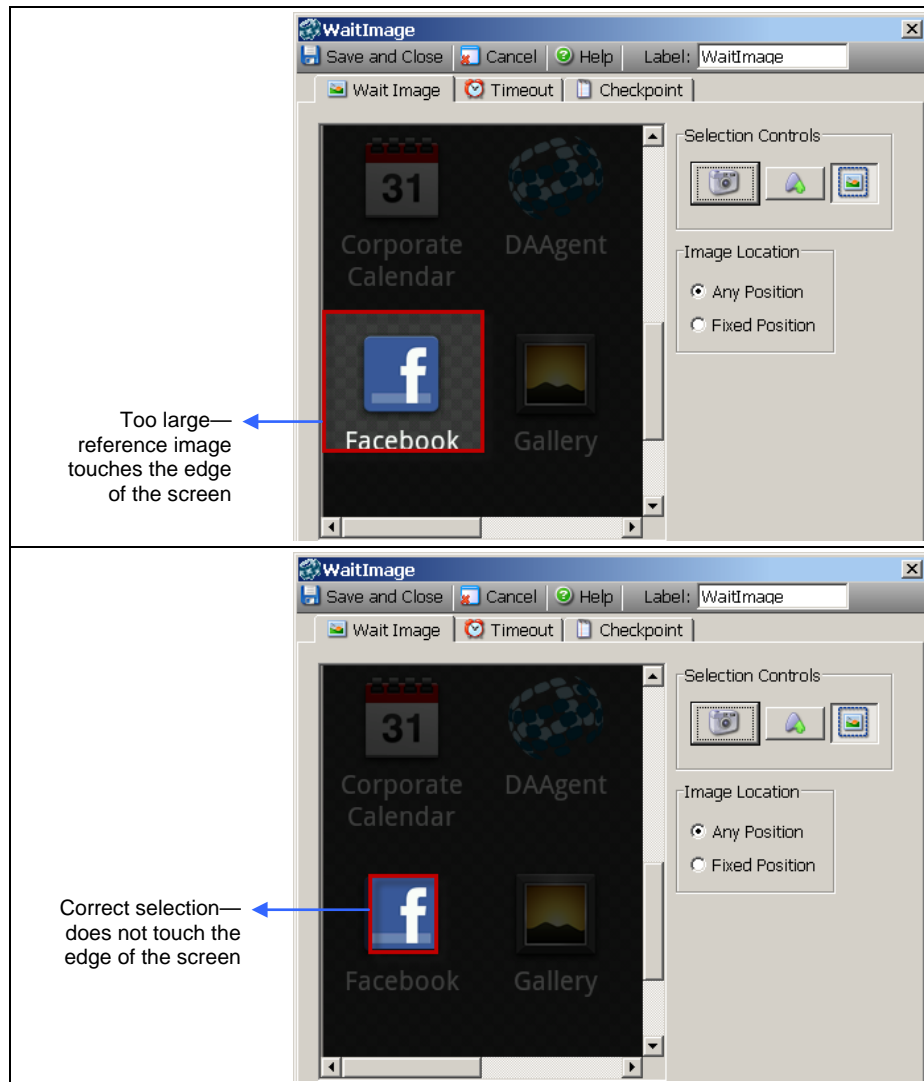 WaitImage
Save and Close Cancel Help Label: WaitImage
Wait Image Timeout Checkpoint
31
Corporate
Calendar
DAAgent
f
Facebook
Gallery
Selection Controls
Image Location
Any Position
Fixed Position
Too large—
reference image
touches the edge
of the screen
WaitImage
Save and Close Cancel Help Label: WaitImage
Wait Image Timeout Checkpoint
31
Corporate
Calendar
DAAgent
f
Facebook
Gallery
Selection Controls
Image Location
Any Position
Fixed Position
Correct selection—
does not touch the
edge of the screen